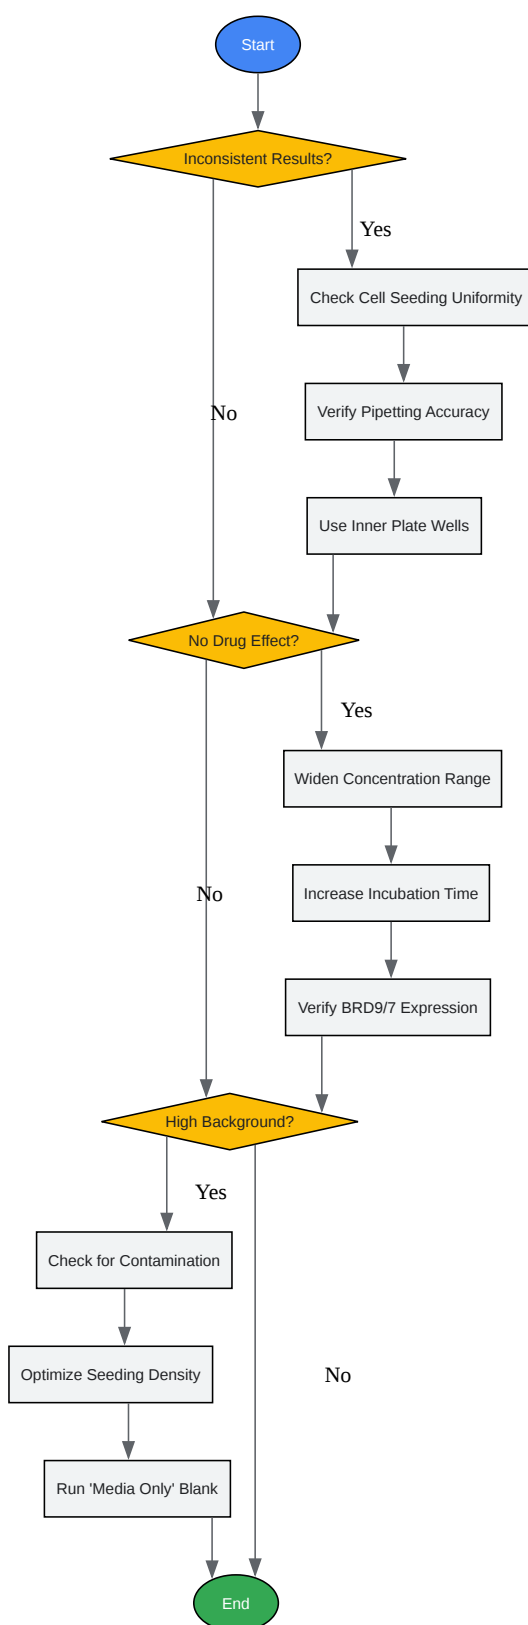 Start
Inconsistent Results?
Yes
Check Cell Seeding Uniformity
No
Verify Pipetting Accuracy
Use Inner Plate Wells
No Drug Effect?
Yes
Widen Concentration Range
No
Increase Incubation Time
Verify BRD9/7 Expression
High Background?
Yes
Check for Contamination
No
Optimize Seeding Density
Run 'Media Only' Blank
End